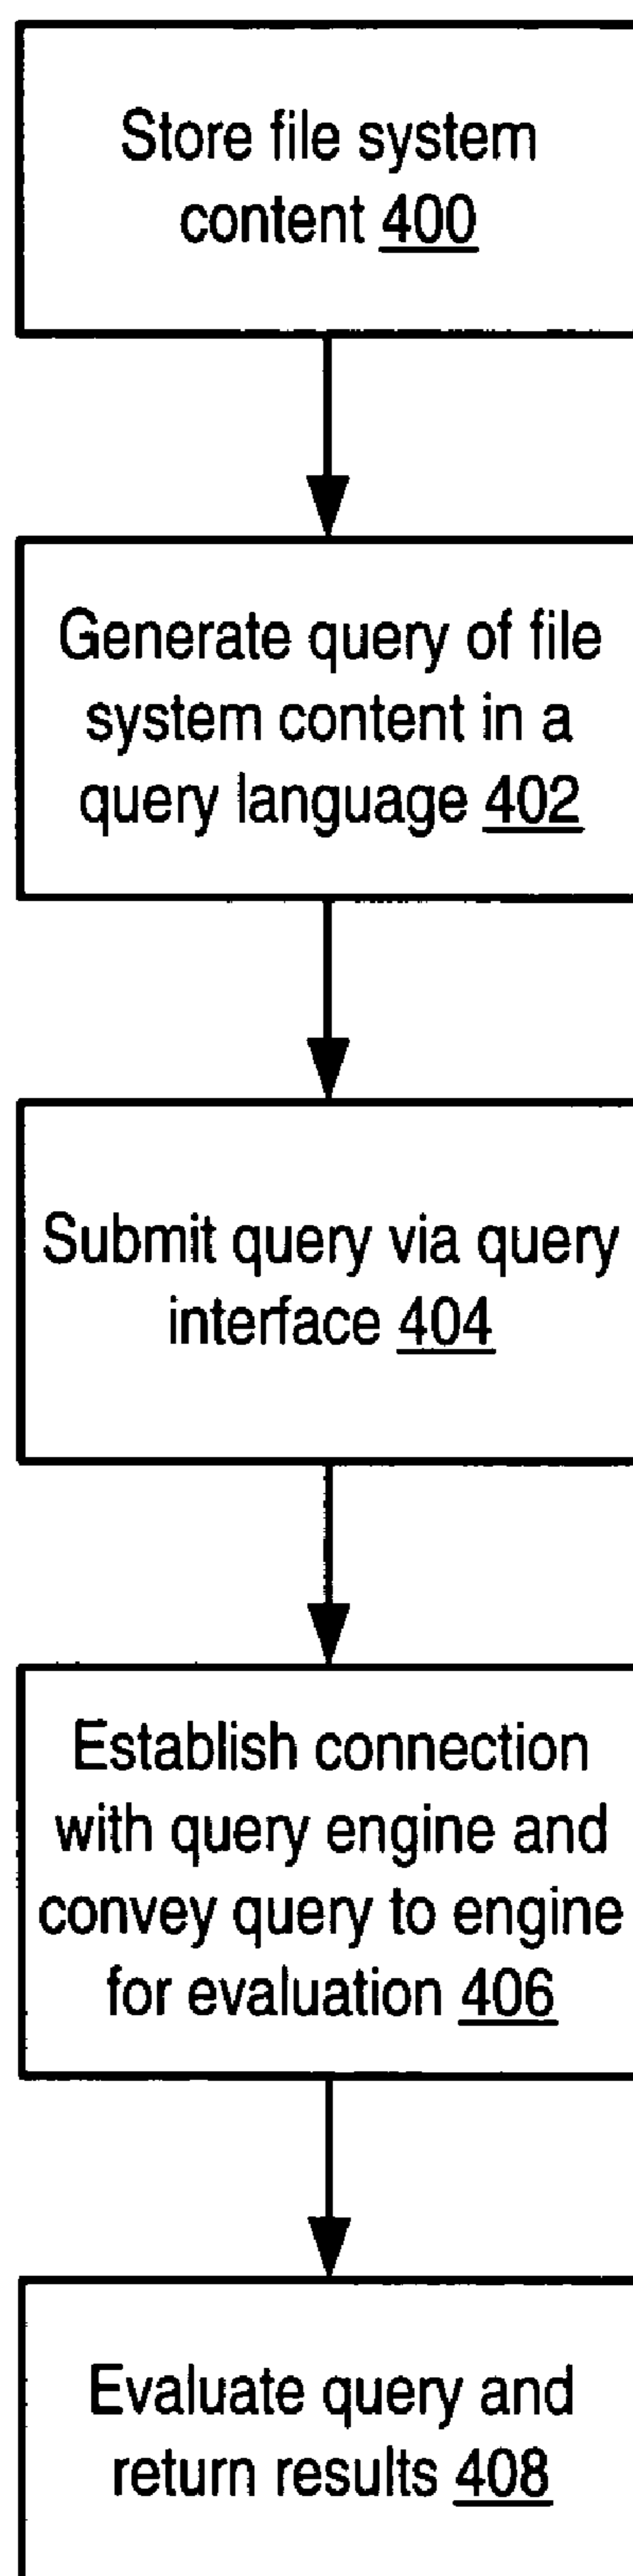 Store file system
content 400
Generate query of file
system content in a
query language 402
Submit query via query
interface 404
Establish connection
with query engine and
convey query to engine
for evaluation 406
Evaluate query and
return results 408